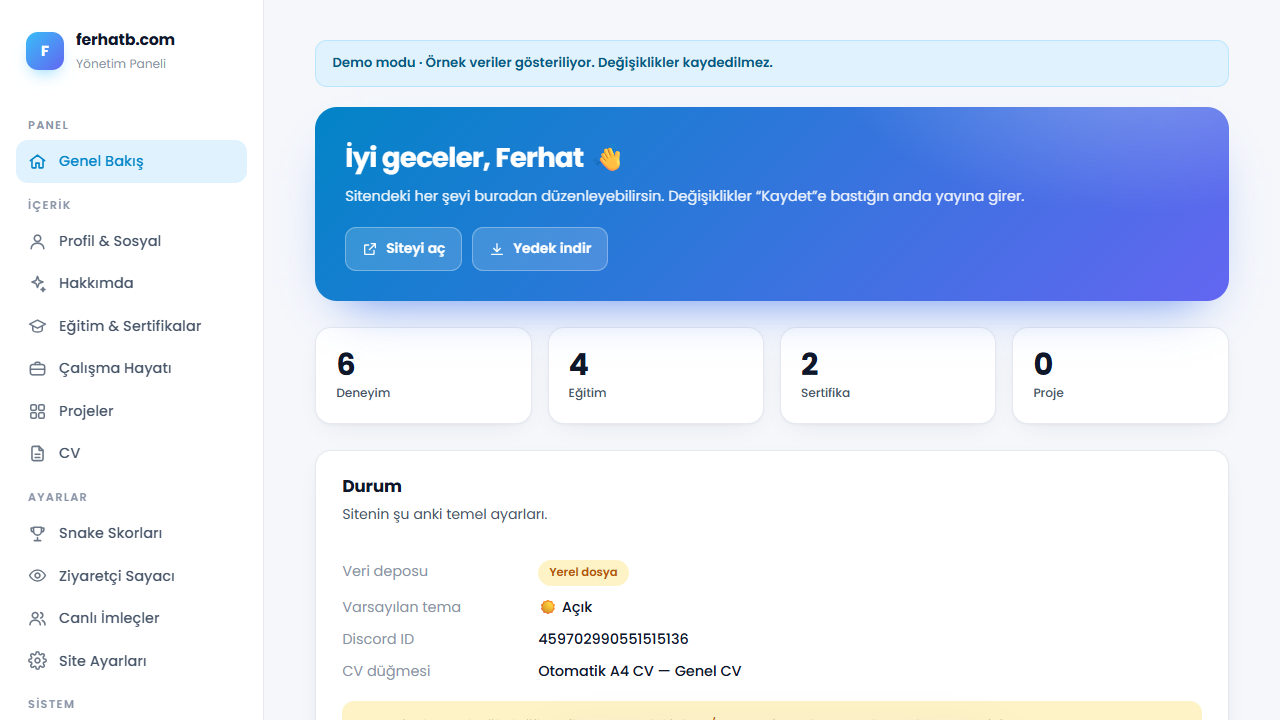 F
ferhatb.com
Yönetim Paneli
PANEL
Genel Bakış
İÇERİK
Profil & Sosyal
Hakkımda
Eğitim & Sertifikalar
Çalışma Hayatı
Projeler
CV
AYARLAR
Snake Skorları
Ziyaretçi Sayacı
Canlı İmleçler
Site Ayarları
SİSTEM
Demo modu · Örnek veriler gösteriliyor. Değişiklikler kaydedilmez.
İyi geceler, Ferhat 👋
Sitendeki her şeyi buradan düzenleyebilirsin. Değişiklikler “Kaydet”e bastığın anda yayına girer.
Siteyi aç
Yedek indir
6
Deneyim
4
Eğitim
2
Sertifika
0
Proje
Durum
Sitenin şu anki temel ayarları.
Veri deposu Yerel dosya
Varsayılan tema Açık
Discord ID 459702990551515136
CV düğmesi Otomatik A4 CV — Genel CV